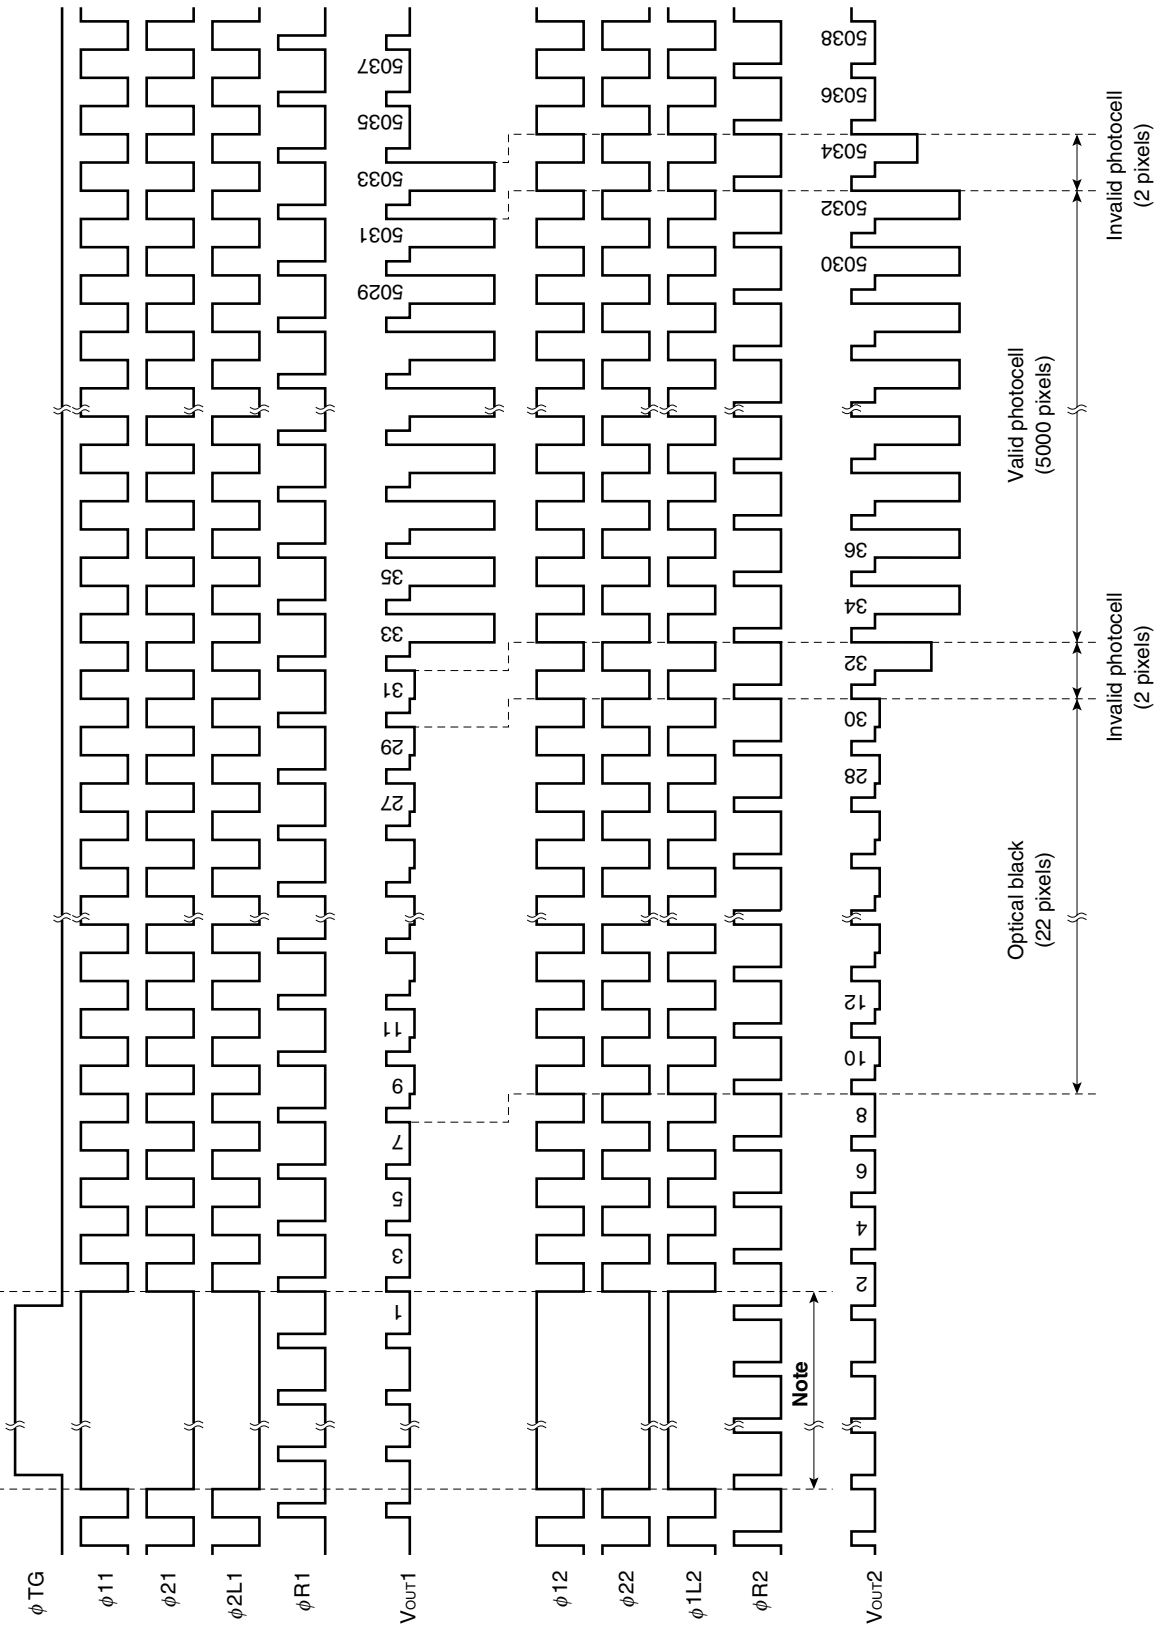 φTG
φ11
φ21
φ2L1
φR1
VOUT1
1
3
5
7
9
11
27
29
31
33
35
5029
5031
5033
5035
5037
φ12
φ22
φ1L2
φR2
Note
VOUT2
2
4
6
8
10
12
28
30
32
34
36
5030
5032
5034
5036
5038
Optical black
(22 pixels)
Invalid photocell
(2 pixels)
Valid photocell
(5000 pixels)
Invalid photocell
(2 pixels)